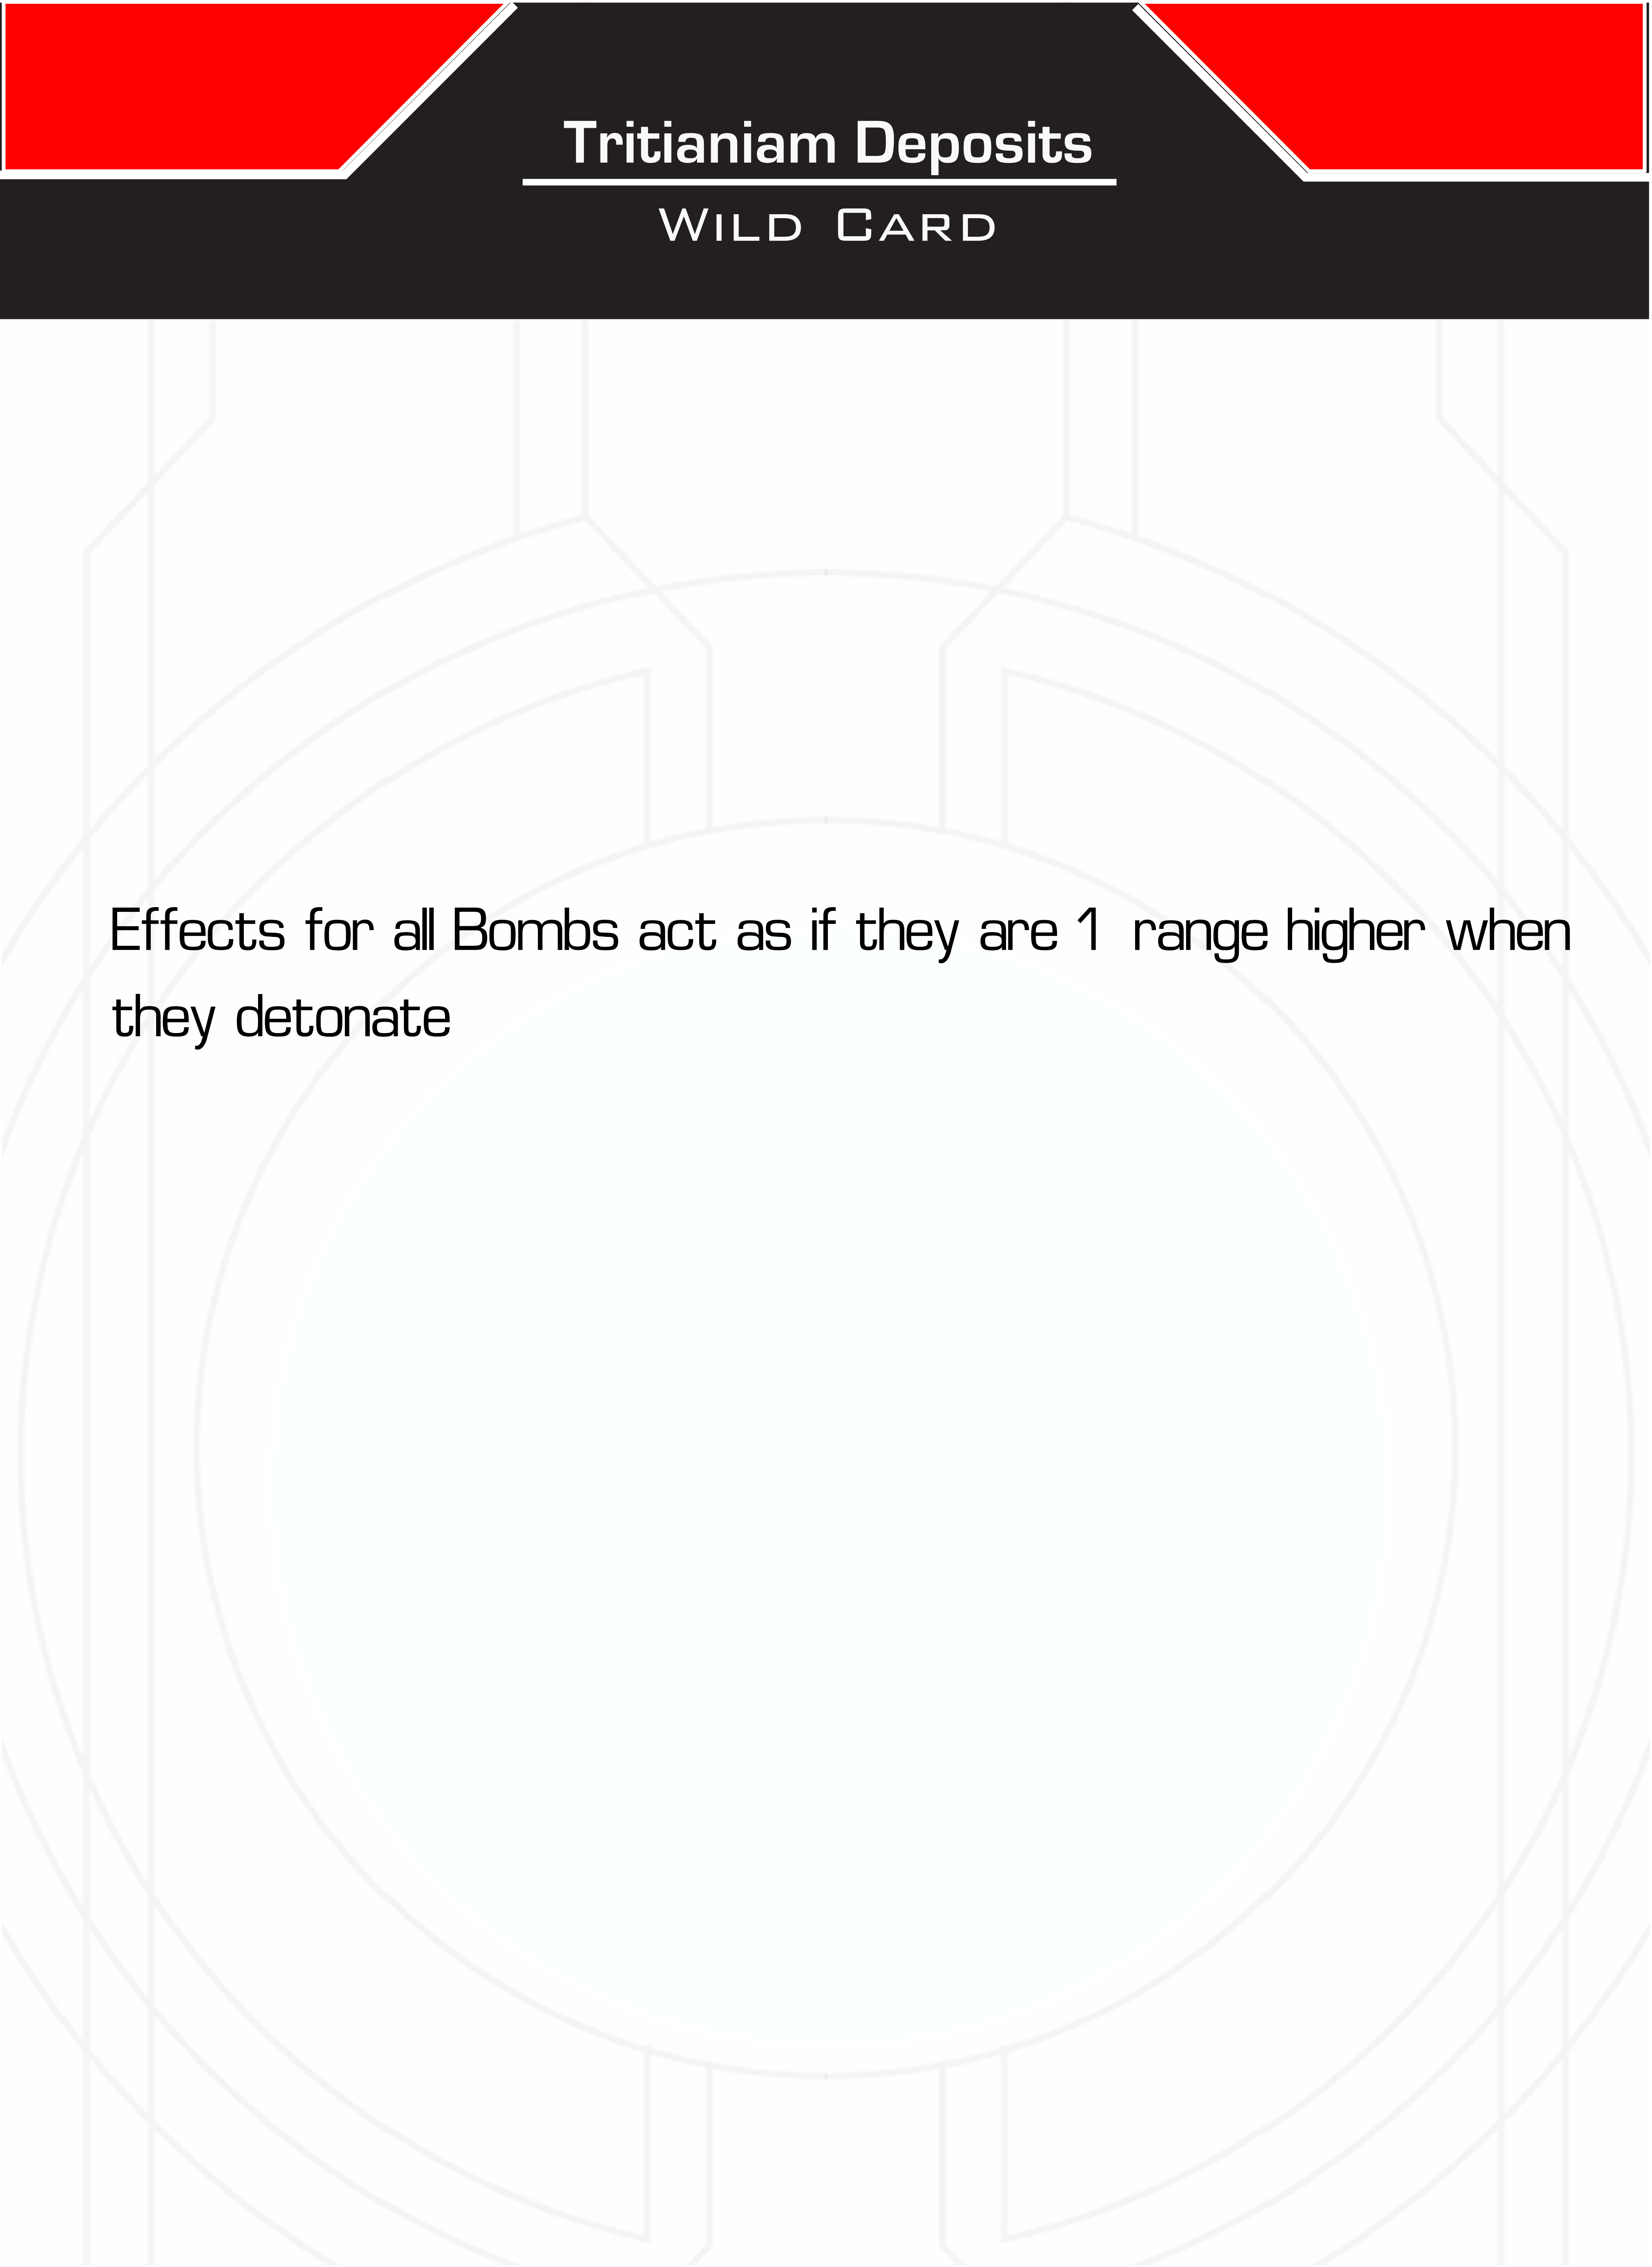 Tritianiam Deposits
Wild Card
Effects for all Bombs act as if they are 1 range higher when
they detonate